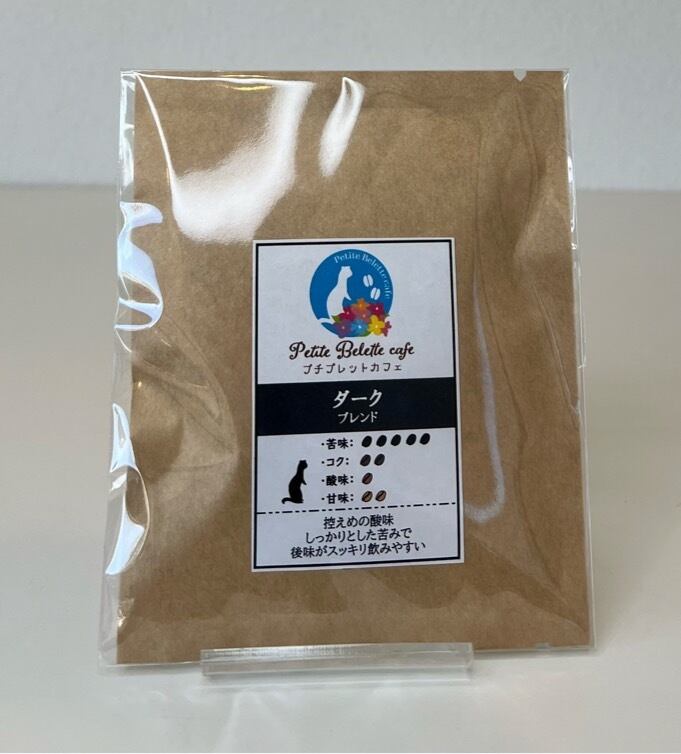 Petite Belette cafe
Petite Belette cafe
プチブレットカフェ
ダーク
ブレンド
・苦味：
・コク：
・酸味：
・甘味：
控えめの酸味
しっかりとした苦みで
後味がスッキリ飲みやすい